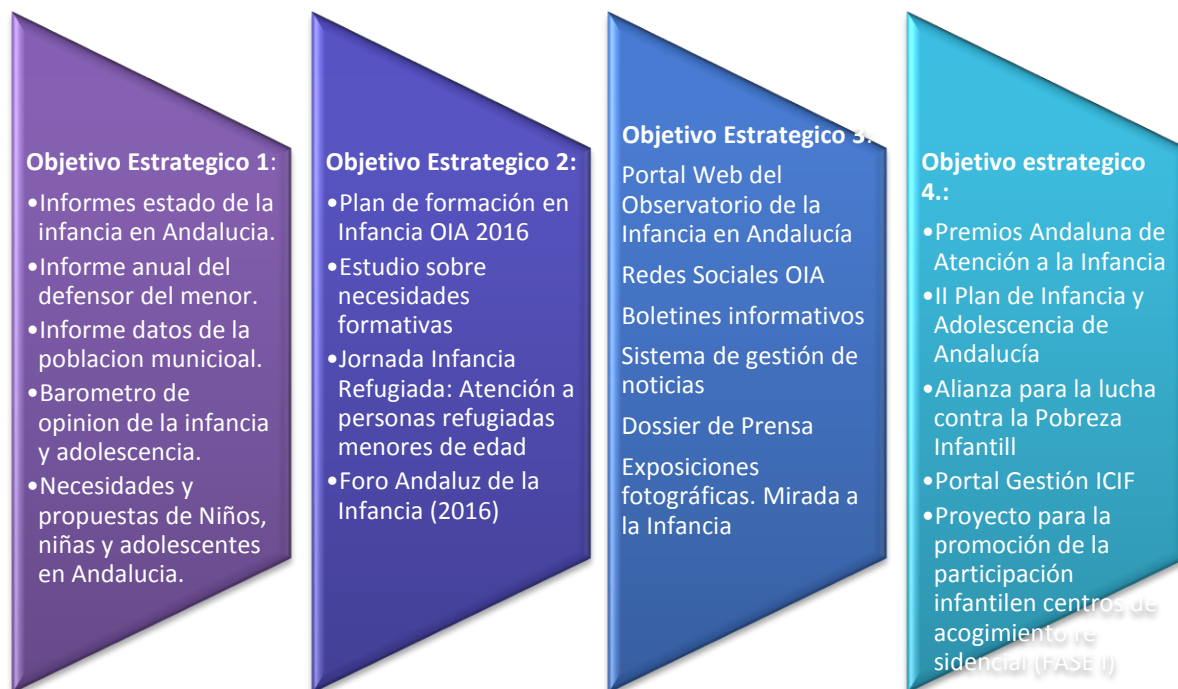 Objetivo Estrategico 1:
•Informes estado de la
infancia en Andalucia.
•Informe anual del
defensor del menor.
•Informe datos de la
poblacion municioal.
•Barometro de
opinion de la infancia
y adolescencia.
•Necesidades y
propuestas de Niños,
niñas y adolescentes
en Andalucia.
Objetivo Estrategico 2:
•Plan de formación en
Infancia OIA 2016
•Estudio sobre
necesidades
formativas
•Jornada Infancia
Refugiada: Atención a
personas refugiadas
menores de edad
•Foro Andaluz de la
Infancia (2016)
Objetivo Estrategico 3:
Portal Web del
Observatorio de la
Infancia en Andalucía
Redes Sociales OIA
Boletines informativos
Sistema de gestión de
noticias
Dossier de Prensa
Exposiciones
fotográficas. Mirada a
la Infancia
Objetivo estrategico
4.:
•Premios Andaluna de
Atención a la Infancia
•II Plan de Infancia y
Adolescencia de
Andalucía
•Alianza para la lucha
contra la Pobreza
Infantill
•Portal Gestión ICIF
•Proyecto para la
promoción de la
participación
infantilen centros de
acogimiento re
sidencial (FASE I)